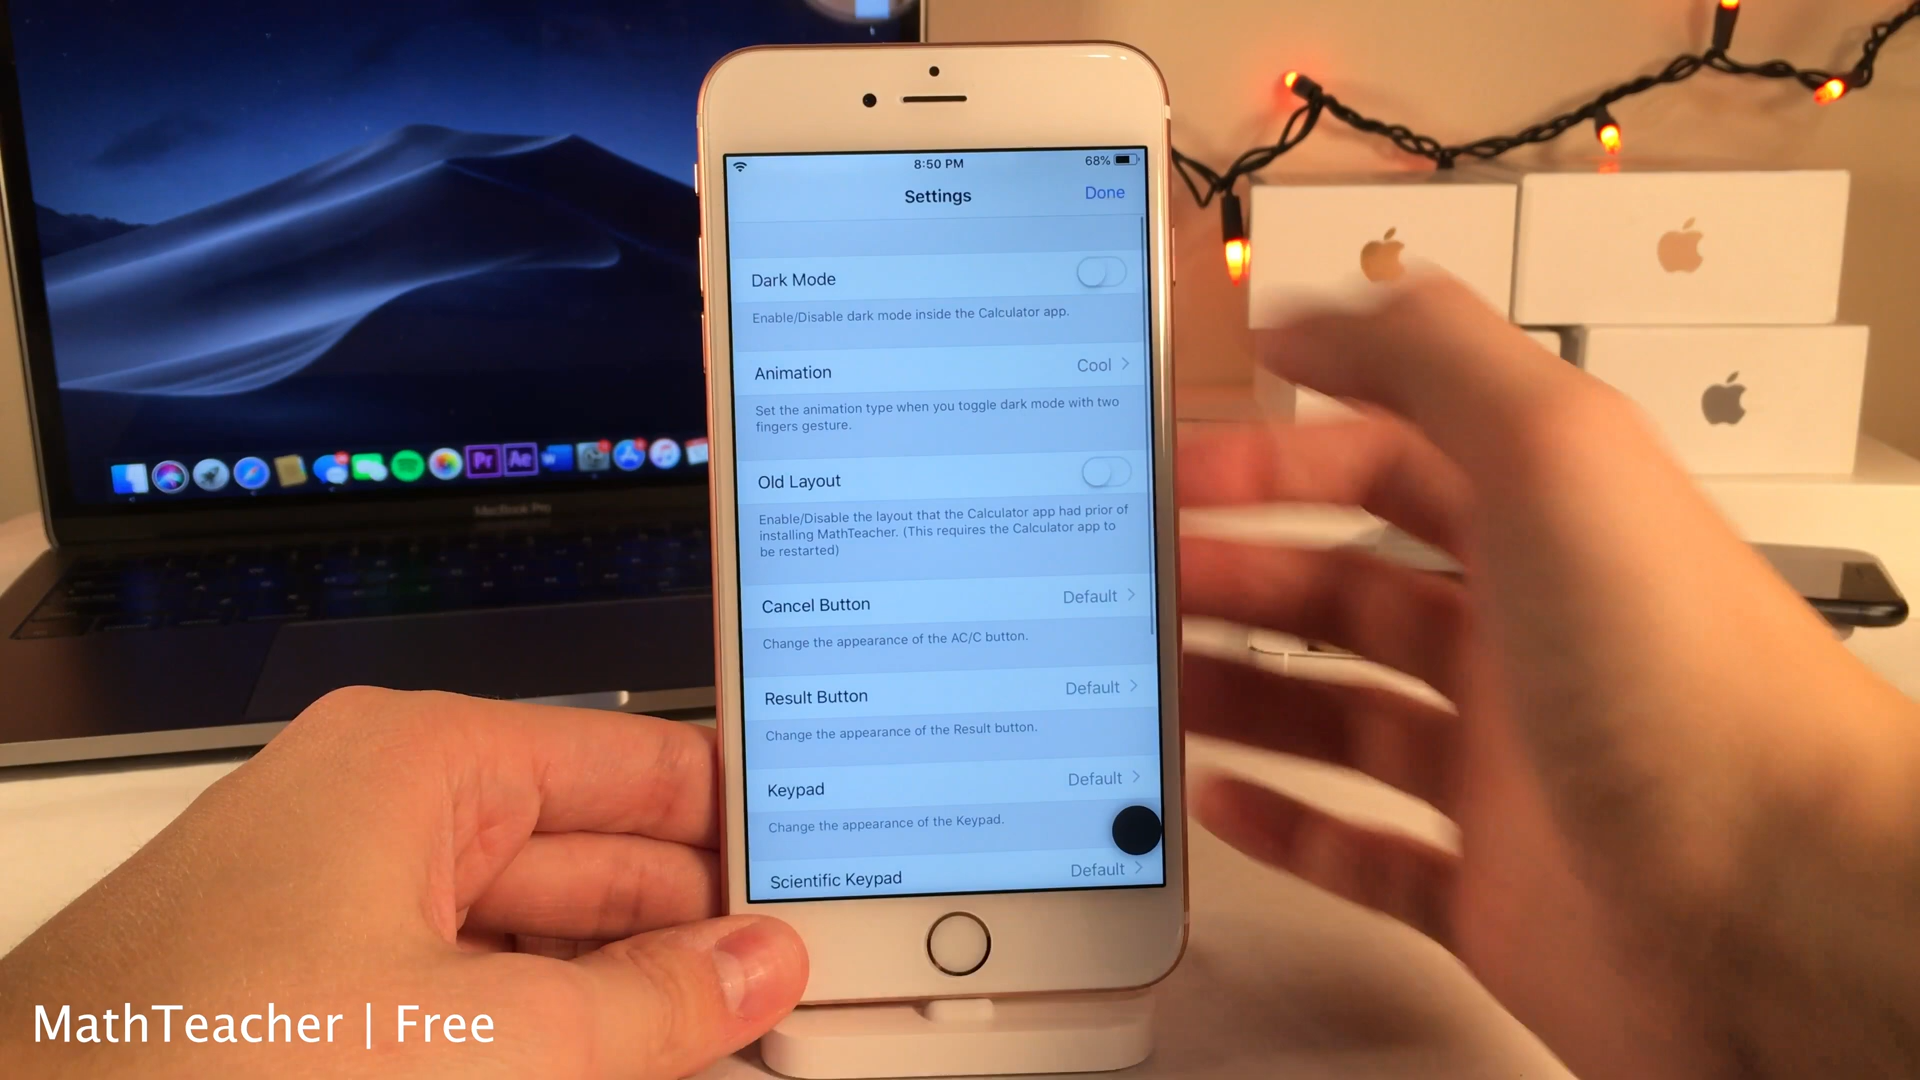 8:50 PM
68%
Settings
Done
Dark Mode
Enable/Disable dark mode inside the Calculator app.
Animation
Cool
Set the animation type when you toggle dark mode with two
fingers gesture.
Old Layout
Enable/Disable the layout that the Calculator app had prior of
installing MathTeacher. (This requires the Calculator app to
be restarted)
Cancel Button
Default
Change the appearance of the AC/C button.
Result Button
Default
Change the appearance of the Result button.
Keypad
Default
Change the appearance of the Keypad.
Scientific Keypad
Default
Pr
Ae
W
MacBook Pro
MathTeacher | Free